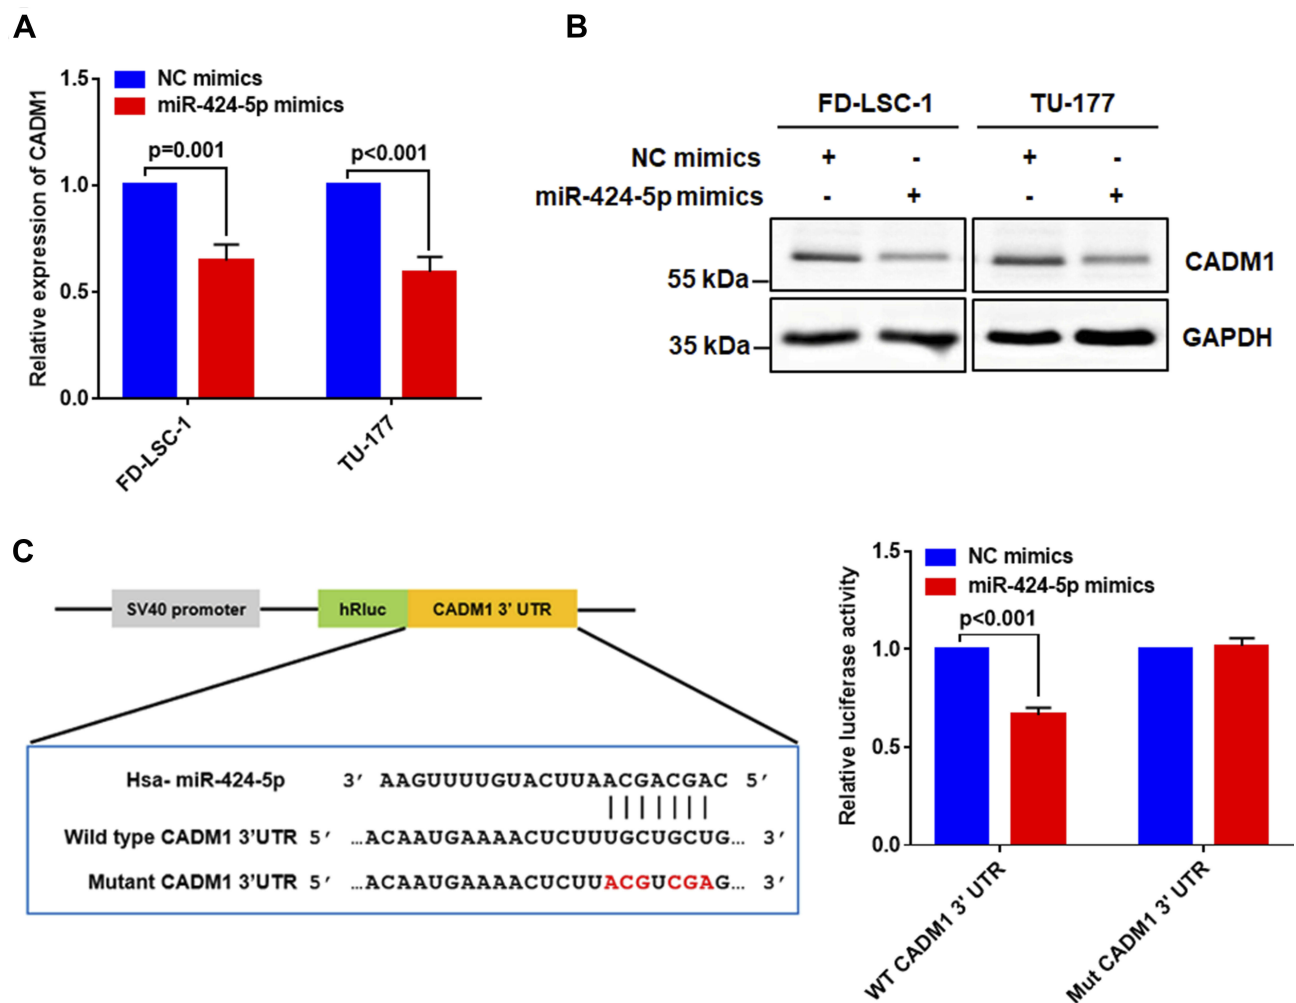 A
1.5
1.0
0.5
0.0
Relative expression of CADM1
NC mimics
miR-424-5p mimics
p=0.001
p<0.001
FD-LSC-1
TU-177
B
FD-LSC-1 TU-177
NC mimics + - + -
miR-424-5p mimics - + - +
55 kDa
CADM1
35 kDa
GAPDH
C
SV40 promoter hRluc CADM1 3' UTR
Hsa- miR-424-5p 3′ AAGUUUUGUACUUAACGACGAC 5′
Wild type CADM1 3'UTR 5′ ...ACAAUGAAAACUCUUUGCUGCUG... 3′
Mutant CADM1 3'UTR 5′ ...ACAAUGAAAACUCUUACGUCGAG... 3′
1.5
1.0
0.5
0.0
Relative luciferase activity
NC mimics
miR-424-5p mimics
p<0.001
WT CADM1 3' UTR
Mut CADM1 3' UTR